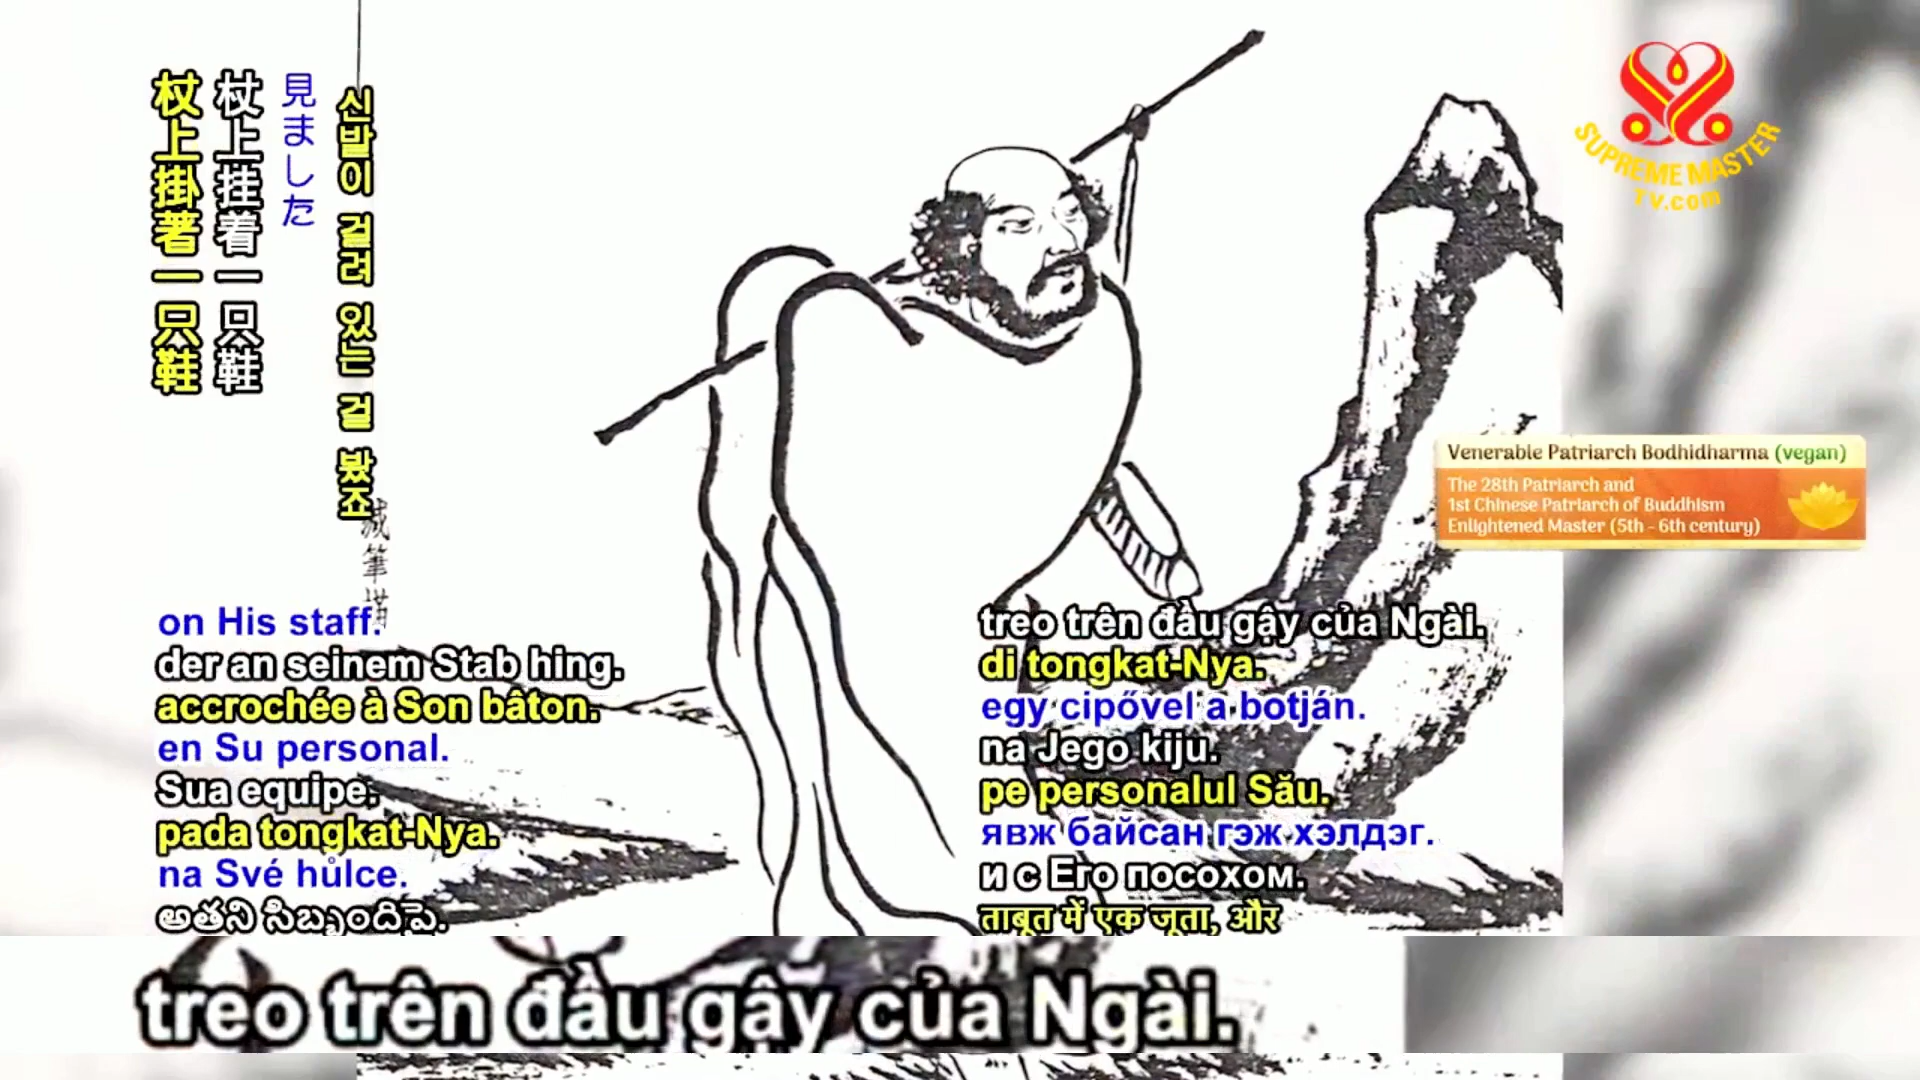 杖上掛著一只鞋
杖上挂着一只鞋
見ました
신발이 걸려 있는 걸 봤죠
減筆描
SUPREME MASTER
TV.com
Venerable Patriarch Bodhidharma (vegan)
The 28th Patriarch and
1st Chinese Patriarch of Buddhism
Enlightened Master (5th - 6th century)
on His staff.
der an seinem Stab hing.
accrochée à Son bâton.
en Su personal.
Sua equipe.
pada tongkat-Nya.
na Své hůlce.
అతని సిబ్బందిపై.
treo trên đầu gậy của Ngài.
di tongkat-Nya.
egy cipővel a botján.
na Jego kiju.
pe personalul Său.
явж байсан гэж хэлдэг.
и с Его посохом.
ताबूत में एक जूता, और
treo trên đầu gậy của Ngài.